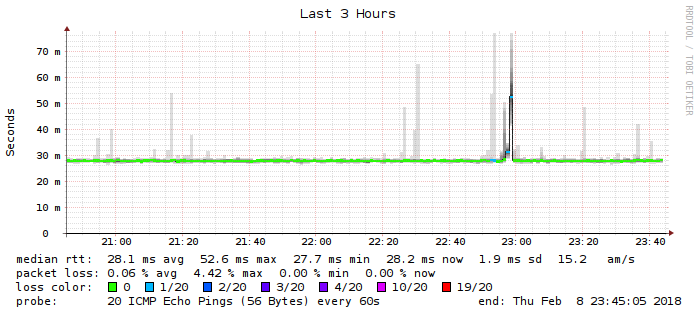 Last 3 Hours
RRDTOOL / TOBI OETIKER
Seconds
70 m
60 m
50 m
40 m
30 m
20 m
10 m
0
21:00 21:20 21:40 22:00 22:20 22:40 23:00 23:20 23:40
median rtt: 28.1 ms avg 52.6 ms max 27.7 ms min 28.2 ms now 1.9 ms sd 15.2 am/s
packet loss: 0.06 % avg 4.42 % max 0.00 % min 0.00 % now
loss color: 0 1/20 2/20 3/20 4/20 10/20 19/20
probe: 20 ICMP Echo Pings (56 Bytes) every 60s end: Thu Feb 8 23:45:05 2018